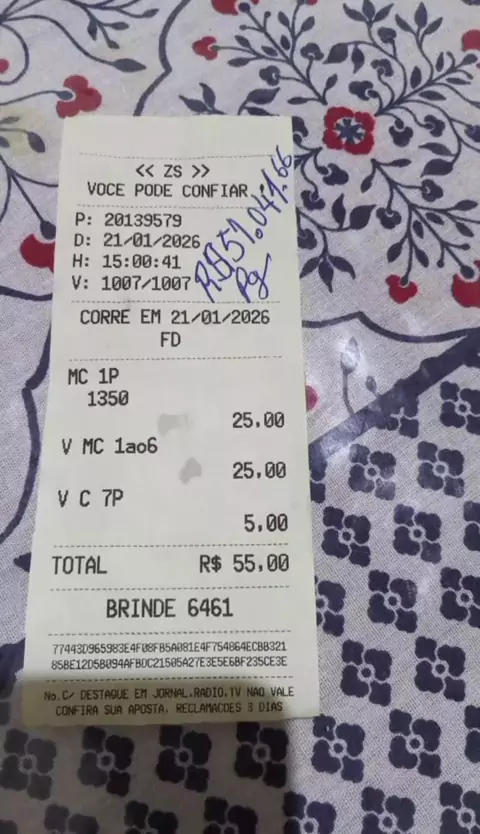 << ZS >>
VOCE PODE CONFIAR
P: 20139579
D: 21/01/2026
H: 15:00:41
V: 1007/1007
R$ 51.041.66
Pg
CORRE EM 21/01/2026
FD
MC 1P
1350
25,00
V MC 1ao6
25,00
V C 7P
5,00
TOTAL R$ 55,00
BRINDE 6461
77443D965983E4F08FB5A081E4F754864ECBB321
85BE12D5B094AFBDC21505A27E3E5E6BF235CE3E
No.C/ DESTAQUE EM JORNAL,RADIO,TV NAO VALE
CONFIRA SUA APOSTA, RECLAMACOES 3 DIAS